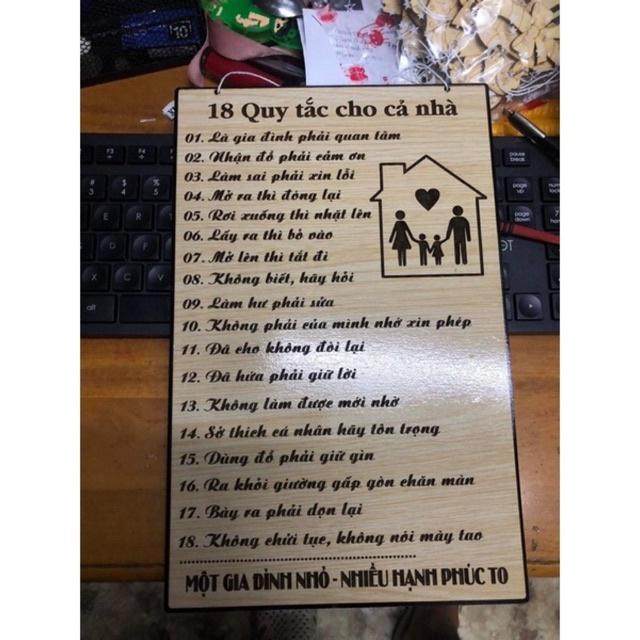 18 Quy tắc cho cả nhà
01. Là gia đình phải quan tâm
02. Nhận đồ phải cảm ơn
03. Làm sai phải xin lỗi
04. Mở ra thì đóng lại
05. Rơi xuống thì nhặt lên
06. Lấy ra thì bỏ vào
07. Mở lên thì tắt đi
08. Không biết, hãy hỏi
09. Làm hư phải sửa
10. Không phải của mình nhớ xin phép
11. Đã cho không đòi lại
12. Đã hứa phải giữ lời
13. Không làm được mới nhờ
14. Sở thích cá nhân hãy tôn trọng
15. Dùng đồ phải giữ gìn
16. Ra khỏi giường gấp gọn chăn màn
17. Bày ra phải dọn lại
18. Không chửi tục, không nói mày tao
MỘT GIA ĐÌNH NHỎ - NHIỀU HẠNH PHÚC TO